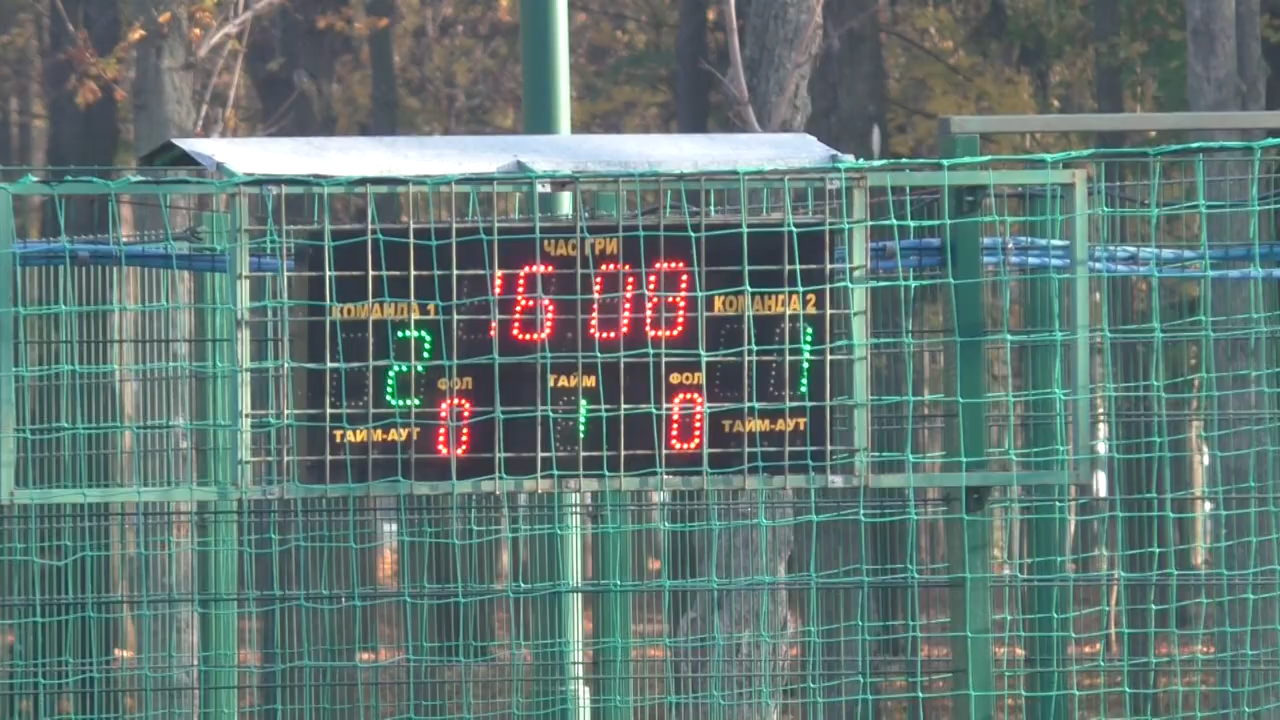 ЧАС ГРИ
16 08
КОМАНДА 1
КОМАНДА 2
2
1
ФОЛ
ТАЙМ
ФОЛ
0
1
0
ТАЙМ-АУТ
ТАЙМ-АУТ